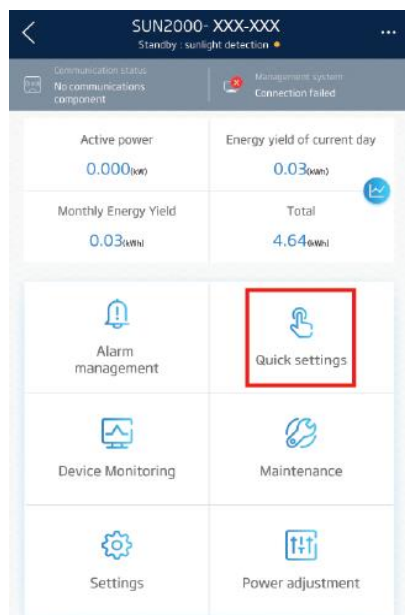 SUN2000- XXX-XXX
Standby : sunlight detection
Communication status
No communications
component
Management system
Connection failed
Active power
0.000(kW)
Energy yield of current day
0.03(kWh)
Monthly Energy Yield
0.03(kWh)
Total
4.64(kWh)
Alarm
management
Quick settings
Device Monitoring
Maintenance
Settings
Power adjustment